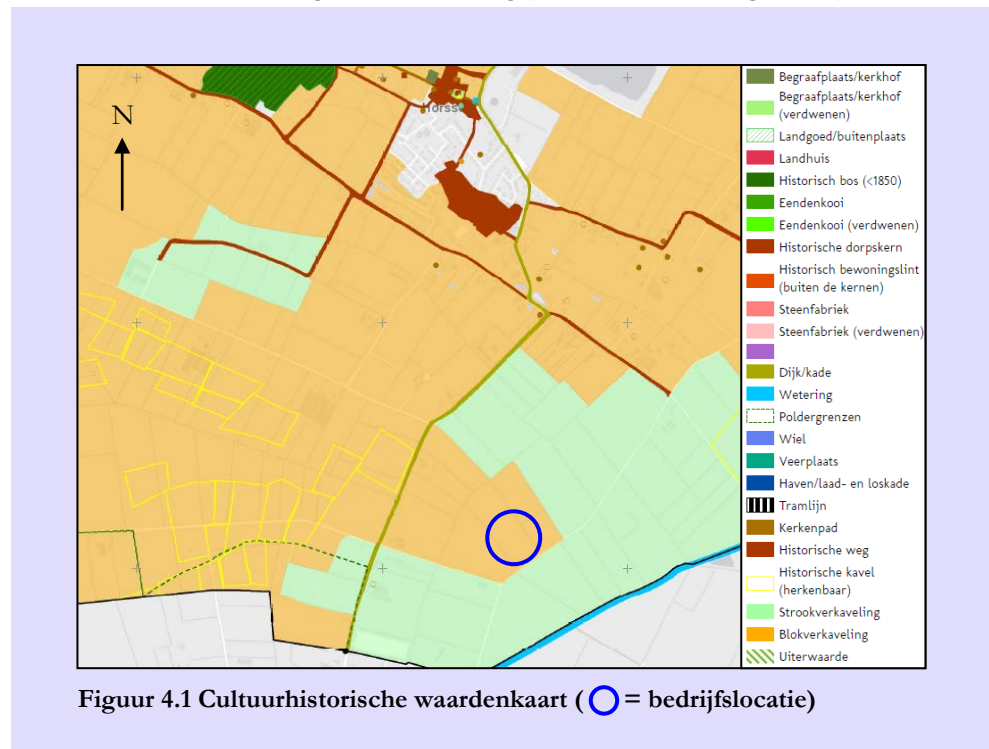 N
Begraafplaats/kerkhof
Begraafplaats/kerkhof
(verdwenen)
Landgoed/buitenplaats
Landhuis
Historisch bos (<1850)
Eendenkooi
Eendenkooi (verdwenen)
Historische dorpskern
Historisch bewoningslint
(buiten de kernen)
Steenfabriek
Steenfabriek (verdwenen)
Dijk/kade
Wetering
Poldergrenzen
Wiel
Veerplaats
Haven/laad- en loskade
Tramlijn
Kerkenpad
Historische weg
Historische kavel
(herkenbaar)
Strookverkaveling
Blokverkaveling
Uiterwaarde
Figuur 4.1 Cultuurhistorische waardenkaart ( = bedrijfslocatie)